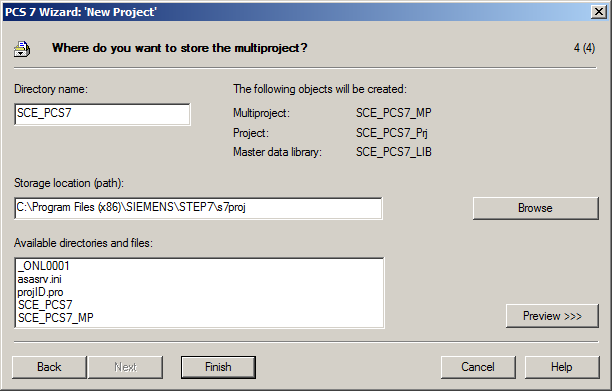 PCS 7 Wizard: 'New Project'
Where do you want to store the multiproject?
4 (4)
Directory name:
SCE_PCS7
The following objects will be created:
Multiproject: SCE_PCS7_MP
Project: SCE_PCS7_Prj
Master data library: SCE_PCS7_LIB
Storage location (path):
C:\Program Files (x86)\SIEMENS\STEP7\s7proj
Browse
Available directories and files:
_ONL0001
asasrv.ini
projID.pro
SCE_PCS7
SCE_PCS7_MP
Preview >>>
Back
Next
Finish
Cancel
Help